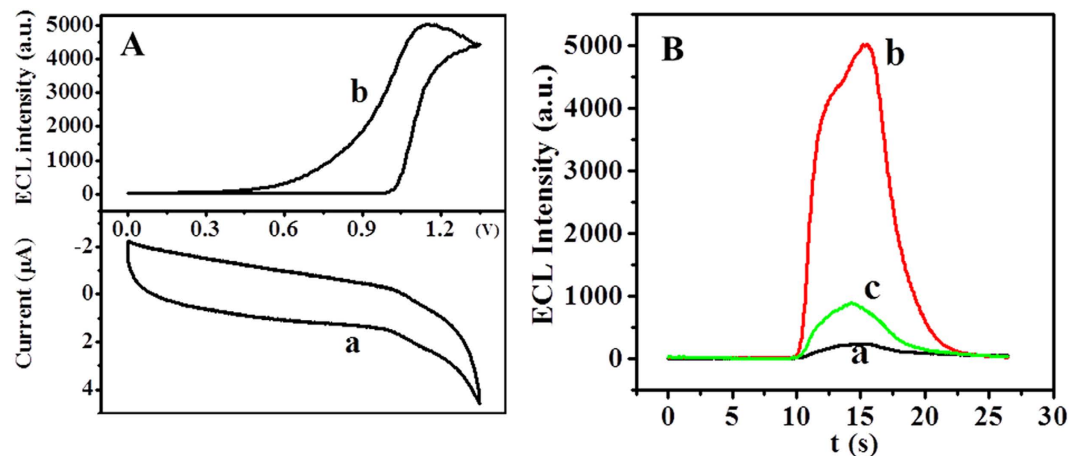 A
b
ECL intensity (a.u.)
5000
4000
3000
2000
1000
0
0.0 0.3 0.6 0.9 1.2 (V)
Current (µA)
-2
0
2
4
a
B
b
c
a
ECL Intensity (a.u.)
5000
4000
3000
2000
1000
0
0 5 10 15 20 25 30
t (s)